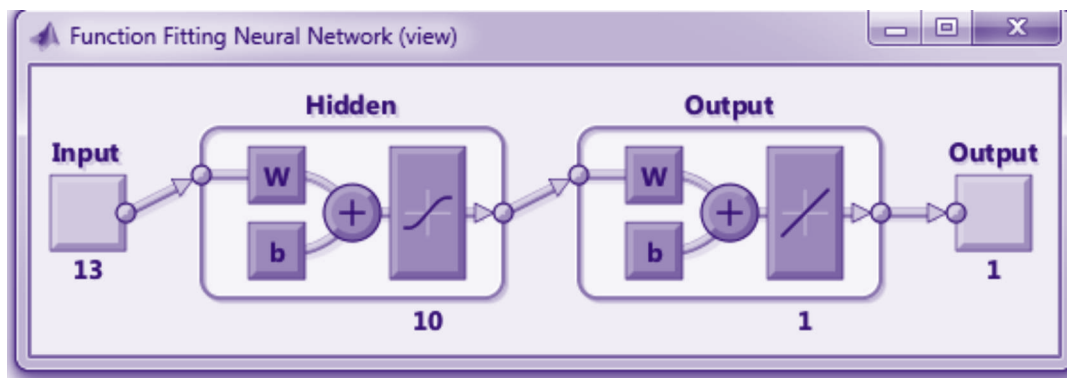 Function Fitting Neural Network (view)
Hidden
Output
Input
Output
W
b
+
W
b
+
13
10
1
1